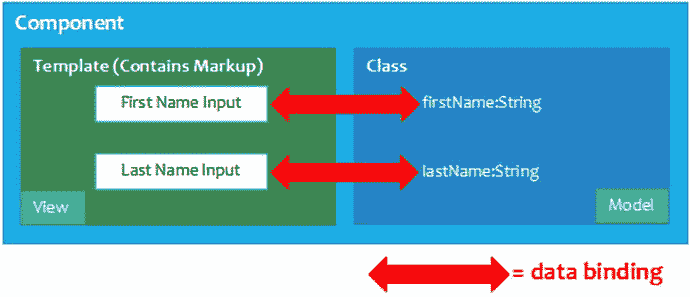 Component
Template (Contains Markup)
Class
First Name Input
firstName:String
Last Name Input
lastName:String
View
Model
= data binding